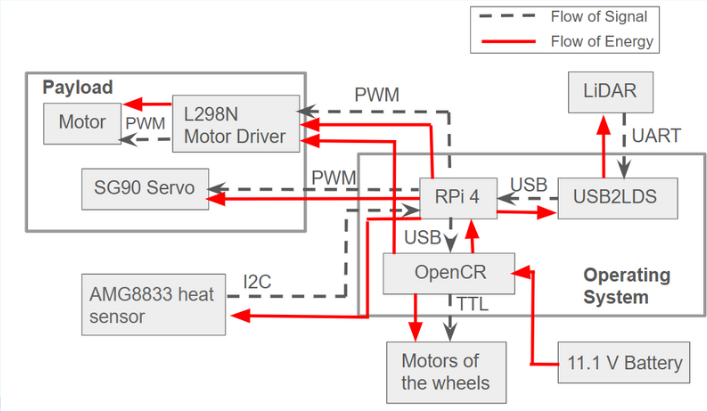 Flow of Signal
Flow of Energy
Payload
Motor
PWM
L298N
Motor Driver
PWM
LiDAR
UART
SG90 Servo
PWM
RPi 4
USB
USB2LDS
USB
I2C
OpenCR
Operating
System
AMG8833 heat
sensor
TTL
Motors of
the wheels
11.1 V Battery